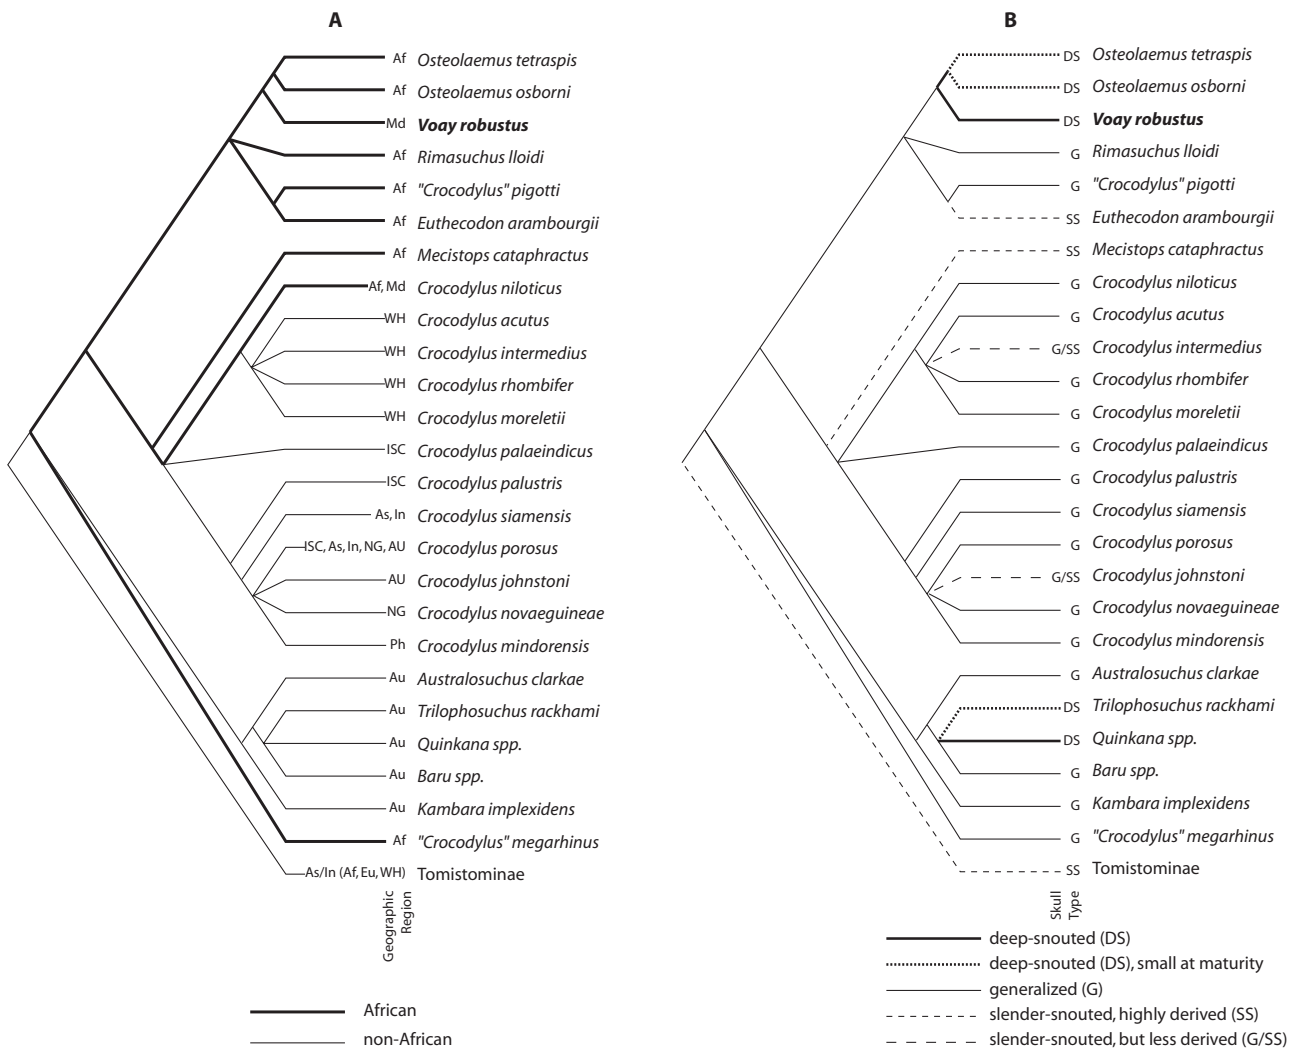 A
Af Osteolaemus tetraspis
Af Osteolaemus osborni
Md Voay robustus
Af Rimasuchus lloidi
Af "Crocodylus" pigotti
Af Euthecodon arambourgii
Af Mecistops cataphractus
Af, Md Crocodylus niloticus
WH Crocodylus acutus
WH Crocodylus intermedius
WH Crocodylus rhombifer
WH Crocodylus moreletii
ISC Crocodylus palaeindicus
ISC Crocodylus palustris
As, In Crocodylus siamensis
ISC, As, In, NG, AU Crocodylus porosus
AU Crocodylus johnstoni
NG Crocodylus novaeguineae
Ph Crocodylus mindorensis
Au Australosuchus clarkae
Au Trilophosuchus rackhami
Au Quinkana spp.
Au Baru spp.
Au Kambara implexidens
Af "Crocodylus" megarhinus
As/In (Af, Eu, WH) Tomistominae
Geographic
Region
African
non-African
B
DS Osteolaemus tetraspis
DS Osteolaemus osborni
DS Voay robustus
G Rimasuchus lloidi
G "Crocodylus" pigotti
SS Euthecodon arambourgii
SS Mecistops cataphractus
G Crocodylus niloticus
G Crocodylus acutus
G/SS Crocodylus intermedius
G Crocodylus rhombifer
G Crocodylus moreletii
G Crocodylus palaeindicus
G Crocodylus palustris
G Crocodylus siamensis
G Crocodylus porosus
G/SS Crocodylus johnstoni
G Crocodylus novaeguineae
G Crocodylus mindorensis
G Australosuchus clarkae
DS Trilophosuchus rackhami
DS Quinkana spp.
G Baru spp.
G Kambara implexidens
G "Crocodylus" megarhinus
SS Tomistominae
Skull
Type
deep-snouted (DS)
deep-snouted (DS), small at maturity
generalized (G)
slender-snouted, highly derived (SS)
slender-snouted, but less derived (G/SS)